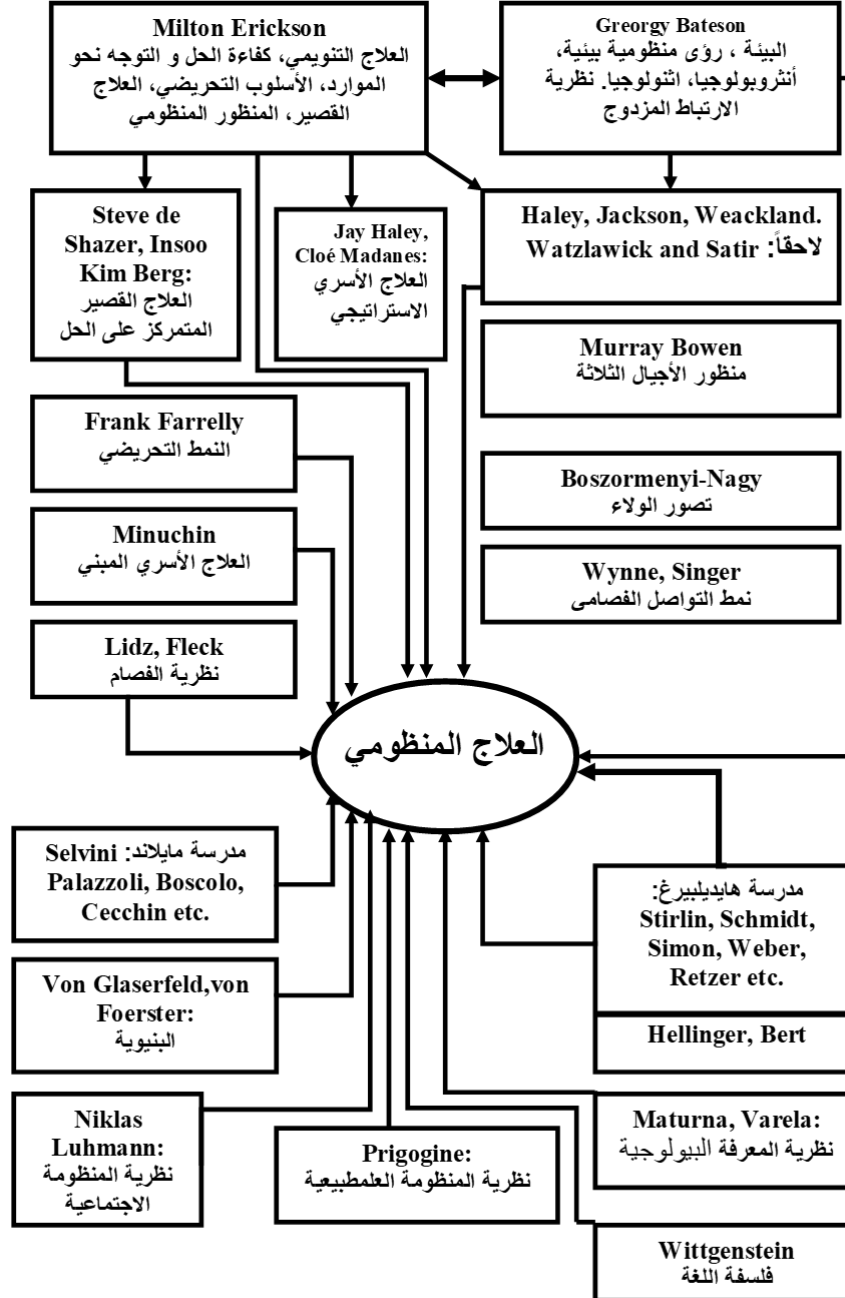 Milton Erickson
العلاج التنويمي، كفاءة الحل و التوجه نحو
الموارد، الأسلوب التحريضي، العلاج
القصير، المنظور المنظومي
Greorgy Bateson
البيئة ، رؤى منظومية بيئية،
أنثروبولوجيا، اثنولوجيا. نظرية
الارتباط المزدوج
Steve de
Shazer, Insoo
Kim Berg:
العلاج القصير
المتمركز على الحل
Jay Haley,
Cloé Madanes:
العلاج الأسري
الاستراتيجي
Haley, Jackson, Weackland.
لاحقاً: Watzlawick and Satir
Murray Bowen
منظور الأجيال الثلاثة
Frank Farrelly
النمط التحريضي
Boszormenyi-Nagy
تصور الولاء
Minuchin
العلاج الأسري المبني
Wynne, Singer
نمط التواصل الفصامى
Lidz, Fleck
نظرية الفصام
العلاج المنظومي
مدرسة مايلاند: Selvini
Palazzoli, Boscolo,
Cecchin etc.
مدرسة هايديلبيرغ:
Stirlin, Schmidt,
Simon, Weber,
Retzer etc.
Von Glaserfeld,von
Foerster:
البنيوية
Hellinger, Bert
Niklas
Luhmann:
نظرية المنظومة
الاجتماعية
Prigogine:
نظرية المنظومة العلمطبيعية
Maturna, Varela:
نظرية المعرفة البيولوجية
Wittgenstein
فلسفة اللغة